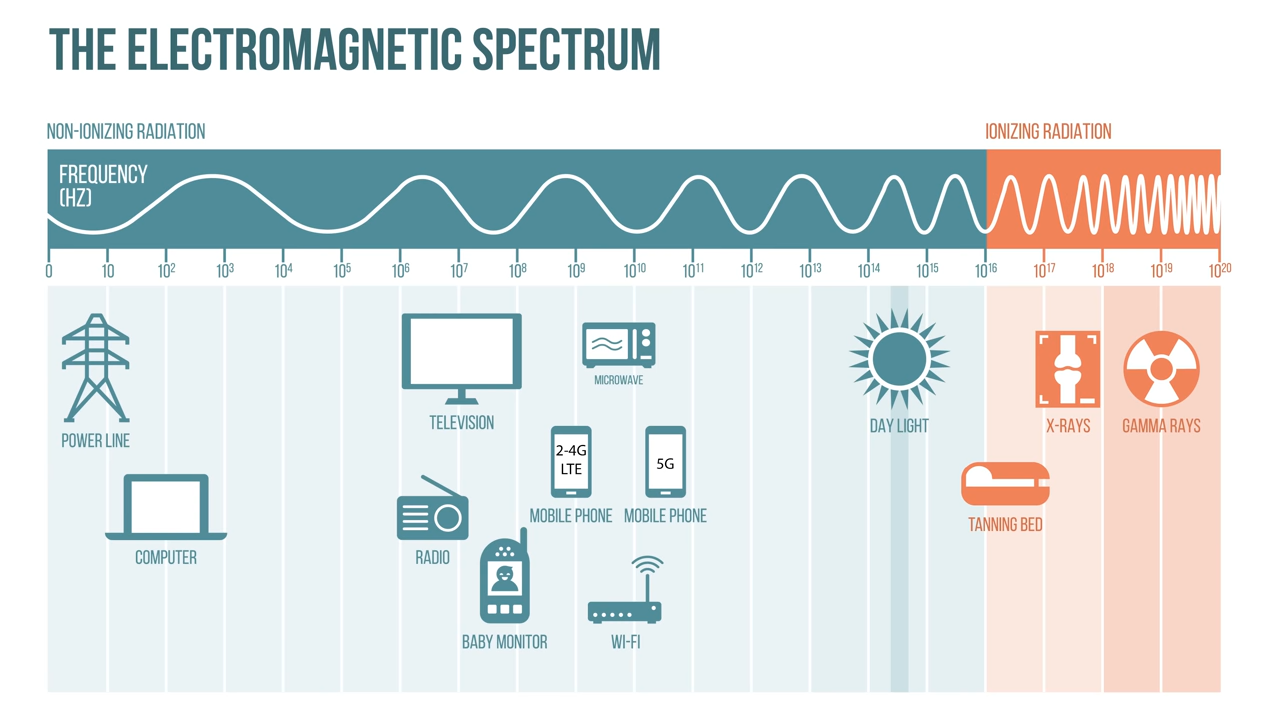 THE ELECTROMAGNETIC SPECTRUM
NON-IONIZING RADIATION
IONIZING RADIATION
FREQUENCY
(HZ)
0 10 10² 10³ 10⁴ 10⁵ 10⁶ 10⁷ 10⁸ 10⁹ 10¹⁰ 10¹¹ 10¹² 10¹³ 10¹⁴ 10¹⁵ 10¹⁶ 10¹⁷ 10¹⁸ 10¹⁹ 10²⁰
MICROWAVE
TELEVISION
DAY LIGHT
X-RAYS
GAMMA RAYS
POWER LINE
2-4G
LTE
5G
MOBILE PHONE
MOBILE PHONE
TANNING BED
COMPUTER
RADIO
BABY MONITOR
WI-FI